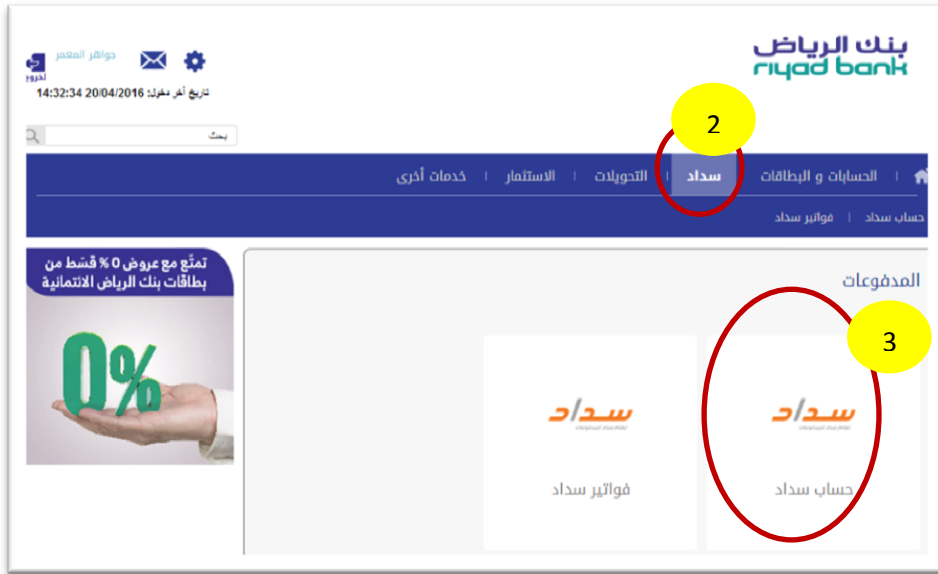 بنك الرياض
riyad bank
جواهر المعمر
لخروج
تاريخ آخر دخول: 20/04/2016 14:32:34
بحث
2
الحسابات و البطاقات | سداد | التحويلات | الاستثمار | خدمات أخرى
حساب سداد | فواتير سداد
المدفوعات
3
سداد
حساب سداد
سداد
فواتير سداد
تمتّع مع عروض 0 % قسّط من
بطاقات بنك الرياض الائتمانية
0%